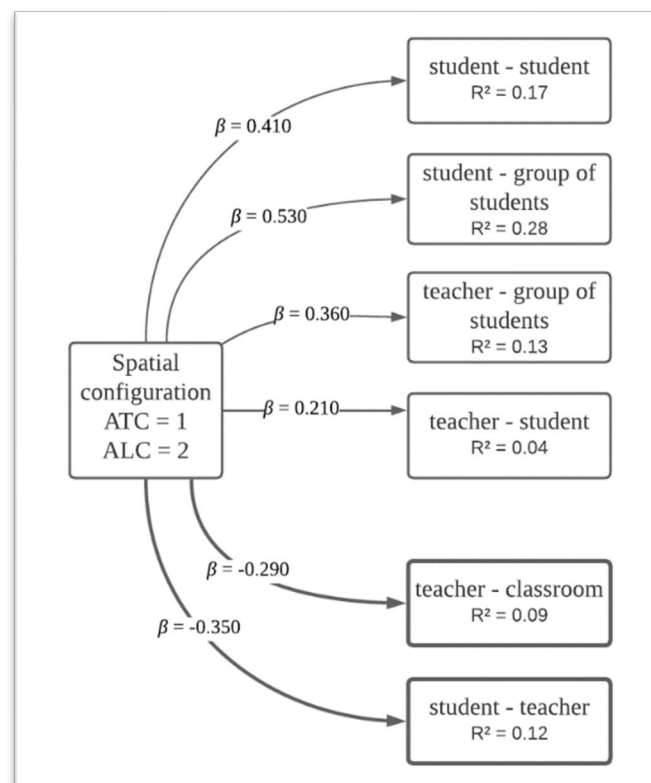 student - student
R² = 0.17
β = 0.410
student - group of
students
R² = 0.28
β = 0.530
teacher - group of
students
R² = 0.13
β = 0.360
Spatial
configuration
ATC = 1
ALC = 2
β = 0.210
teacher - student
R² = 0.04
β = -0.290
teacher - classroom
R² = 0.09
β = -0.350
student - teacher
R² = 0.12